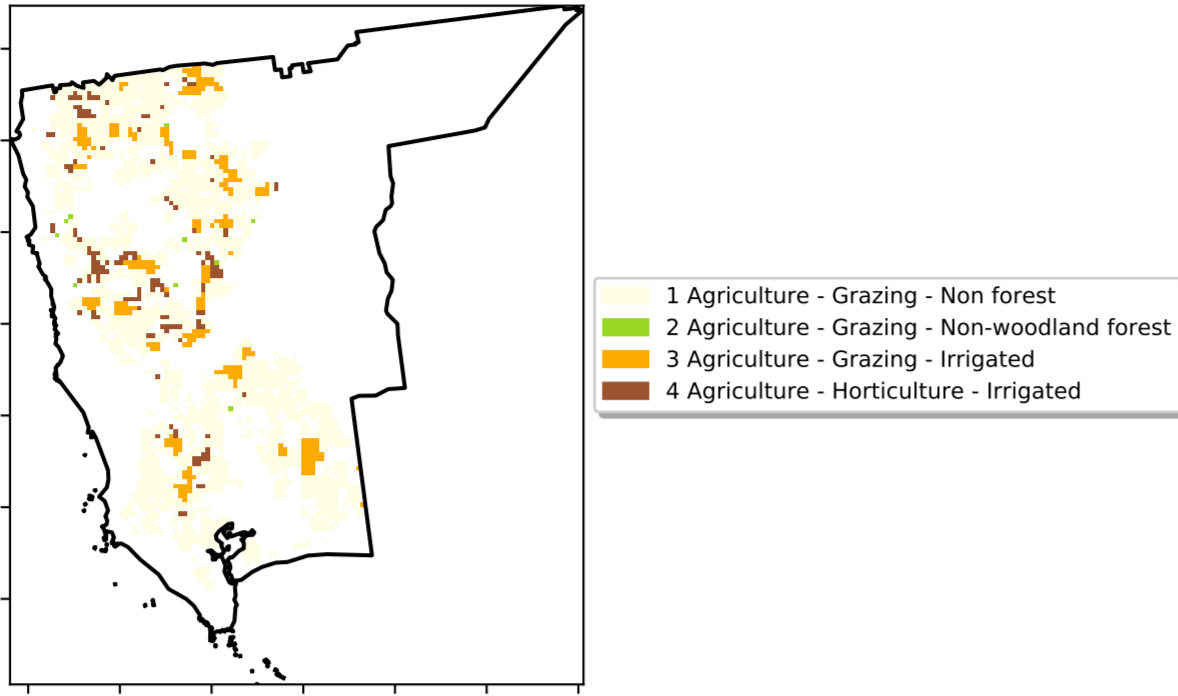 1 Agriculture - Grazing - Non forest
2 Agriculture - Grazing - Non-woodland forest
3 Agriculture - Grazing - Irrigated
4 Agriculture - Horticulture - Irrigated